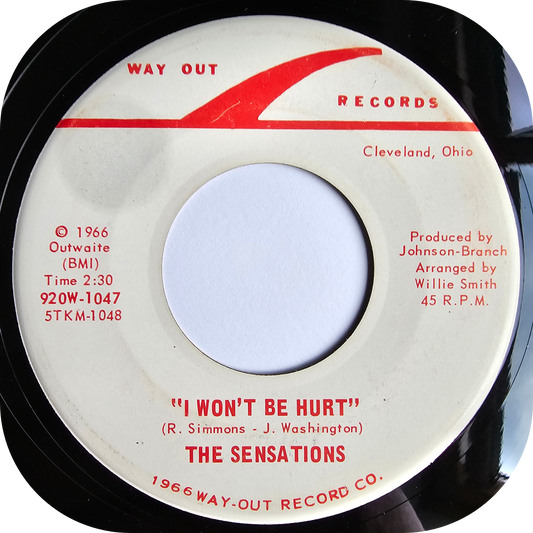 WAY OUT
RECORDS
Cleveland, Ohio
© 1966
Outwaite
(BMI)
Time 2:30
920W-1047
5TKM-1048
Produced by
Johnson-Branch
Arranged by
Willie Smith
45 R.P.M.
"I WON'T BE HURT"
(R. Simmons - J. Washington)
THE SENSATIONS
1966 WAY-OUT RECORD CO.